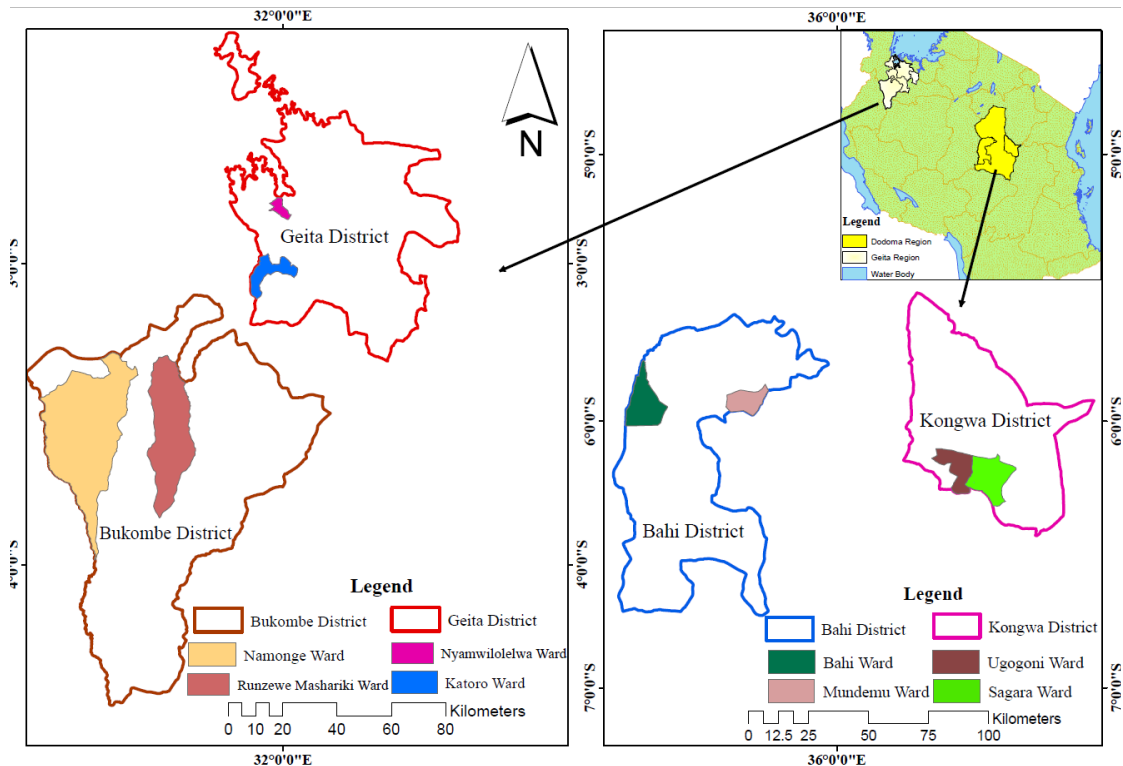 32°0'0"E
36°0'0"E
N
3°0'0"S
4°0'0"S
Geita District
Bukombe District
Legend
Bukombe District
Geita District
Namonge Ward
Nyamwilolelwa Ward
Runzewe Mashariki Ward
Katoro Ward
Kilometers
0 10 20 40 60 80
32°0'0"E
3°0'0"S
4°0'0"S
Legend
Dodoma Region
Geita Region
Water Body
5°0'0"S
6°0'0"S
7°0'0"S
Kongwa District
Bahi District
Legend
Bahi District
Kongwa District
Bahi Ward
Ugogoni Ward
Mundemu Ward
Sagara Ward
Kilometers
0 12.5 25 50 75 100
36°0'0"E
5°0'0"S
6°0'0"S
7°0'0"S